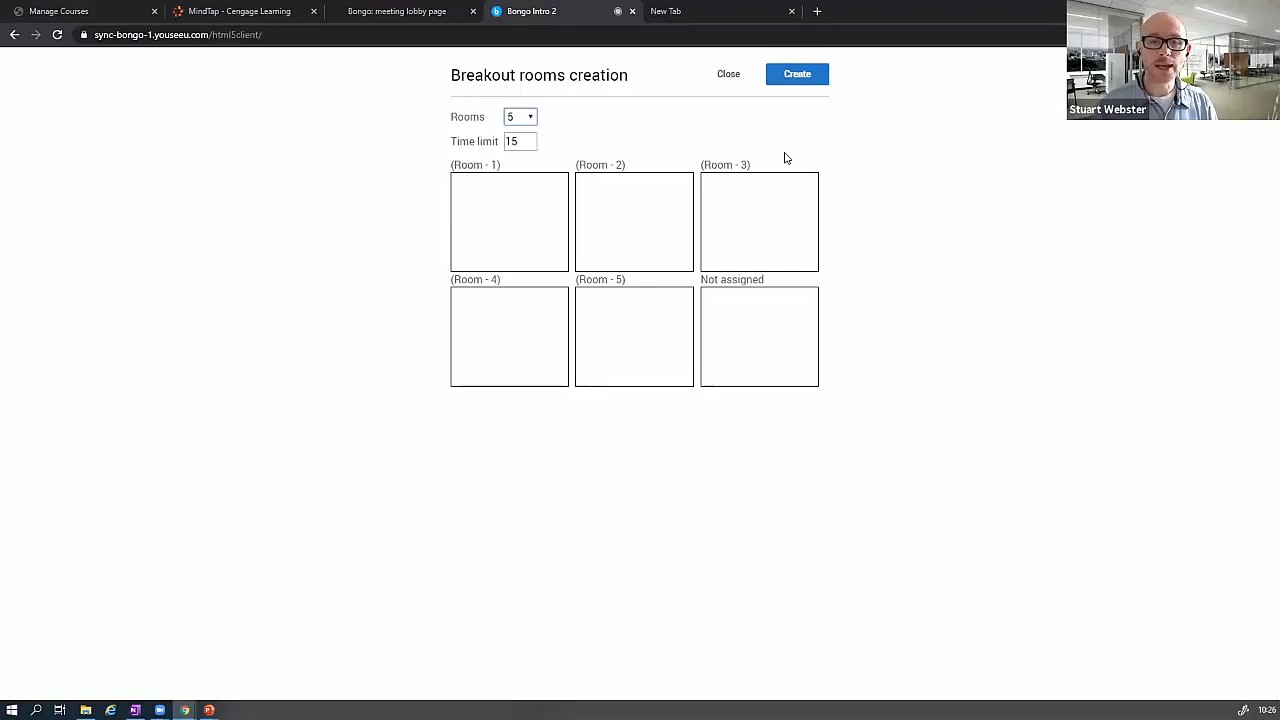 Manage Courses
MindTap - Cengage Learning
Bongo: meeting lobby page
Bongo Intro 2
New Tab
sync-bongo-1.youseeu.com/html5client/
Stuart Webster
Breakout rooms creation
Close
Create
Rooms 5
Time limit 15
(Room - 1) (Room - 2) (Room - 3)
(Room - 4) (Room - 5) Not assigned
10:26